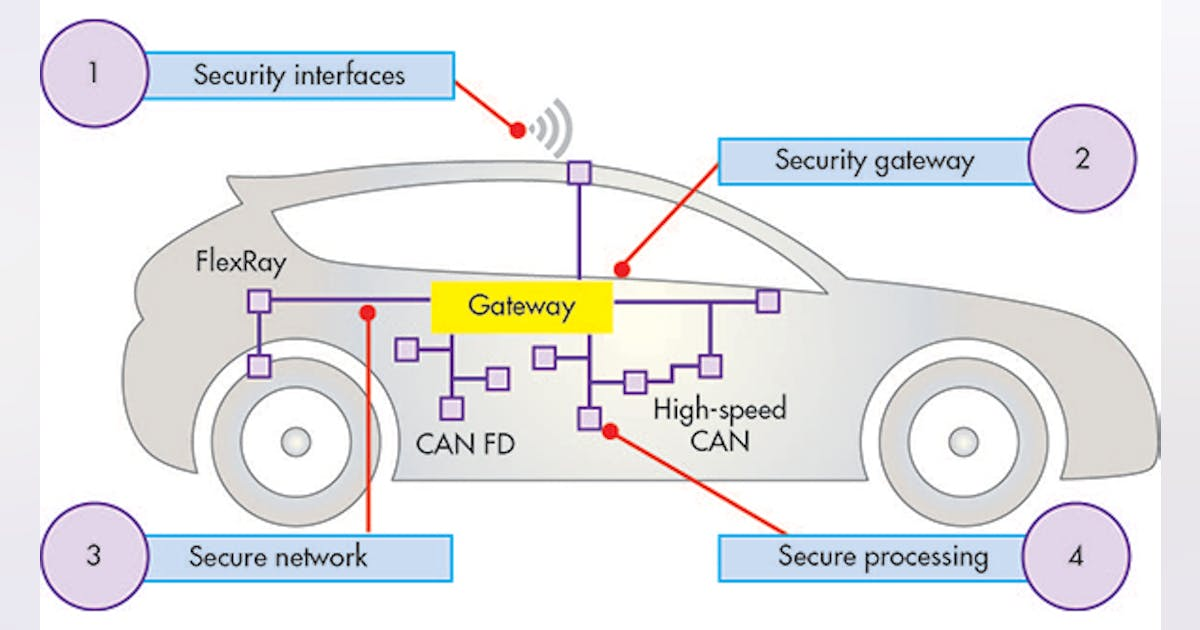 1
Security interfaces
Security gateway
2
FlexRay
Gateway
High-speed
CAN
CAN FD
3
Secure network
Secure processing
4